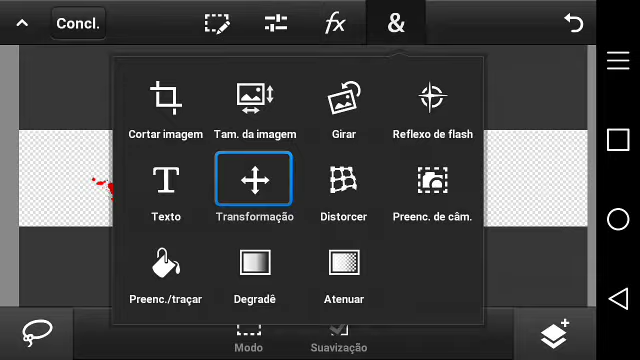 Concl.
fx
&
Cortar imagem
Tam. da imagem
Girar
Reflexo de flash
T
Texto
Transformação
Distorcer
Preenc. de câm.
Preenc./traçar
Degradê
Atenuar
Modo
Suavização